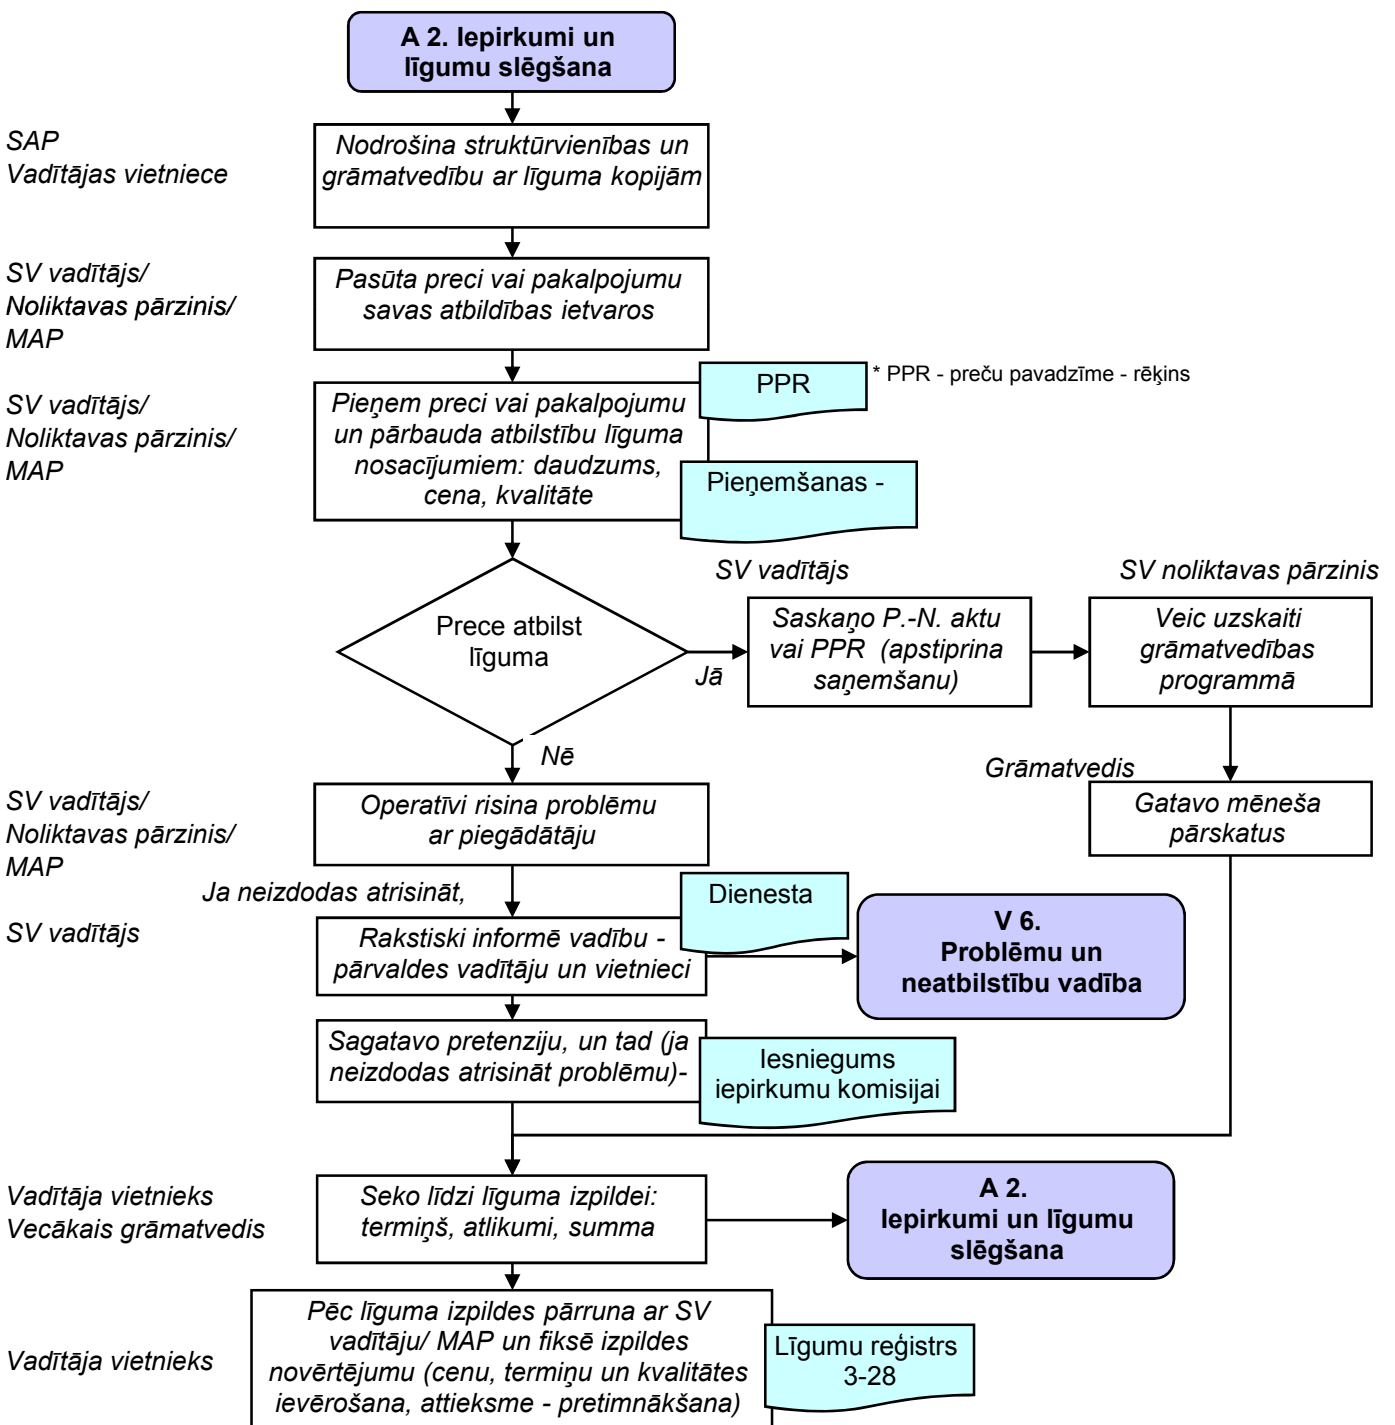 A 2. Iepirkumi un
līgumu slēgšana
SAP
Vadītājas vietniece
Nodrošina struktūrvienības un
grāmatvedību ar līguma kopijām
SV vadītājs/
Noliktavas pārzinis/
MAP
Pasūta preci vai pakalpojumu
savas atbildības ietvaros
PPR
* PPR - preču pavadzīme - rēķins
SV vadītājs/
Noliktavas pārzinis/
MAP
Pieņem preci vai pakalpojumu
un pārbauda atbilstību līguma
nosacījumiem: daudzums,
cena, kvalitāte
Pieņemšanas -
Prece atbilst
līguma
Jā
SV vadītājs
Saskaņo P.-N. aktu
vai PPR (apstiprina
saņemšanu)
SV noliktavas pārzinis
Veic uzskaiti
grāmatvedības
programmā
Nē
Grāmatvedis
Gatavo mēneša
pārskatus
SV vadītājs/
Noliktavas pārzinis/
MAP
Operatīvi risina problēmu
ar piegādātāju
Ja neizdodas atrisināt,
Dienesta
SV vadītājs
Rakstiski informē vadību -
pārvaldes vadītāju un vietnieci
V 6.
Problēmu un
neatbilstību vadība
Sagatavo pretenziju, un tad (ja
neizdodas atrisināt problēmu)-
Iesniegums
iepirkumu komisijai
Vadītāja vietnieks
Vecākais grāmatvedis
Seko līdzi līguma izpildei:
termiņš, atlikumi, summa
A 2.
Iepirkumi un līgumu
slēgšana
Vadītāja vietnieks
Pēc līguma izpildes pārruna ar SV
vadītāju/ MAP un fiksē izpildes
novērtējumu (cenu, termiņu un kvalitātes
ievērošana, attieksme - pretimnākšana)
Līgumu reģistrs
3-28